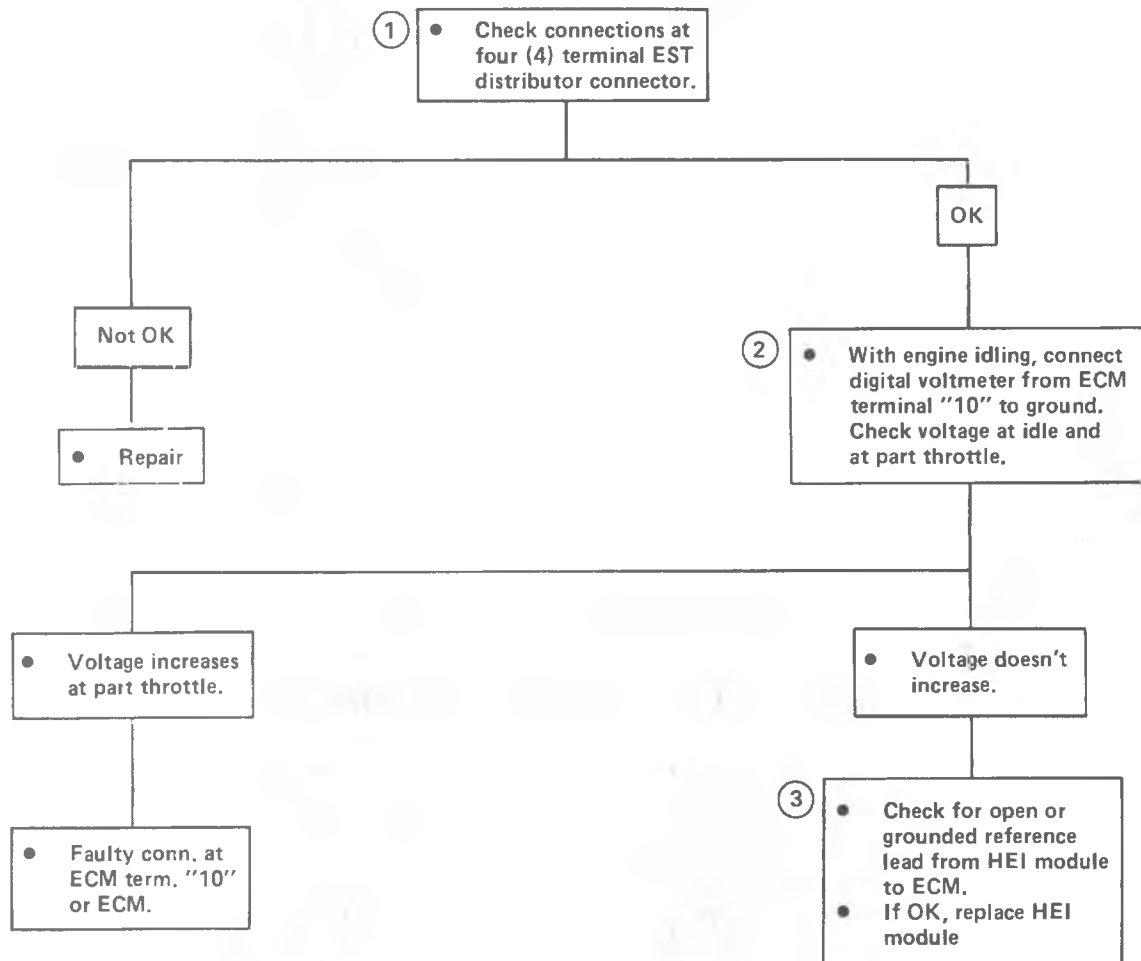 1
● Check connections at
four (4) terminal EST
distributor connector.
OK
Not OK
● Repair
2
● With engine idling, connect
digital voltmeter from ECM
terminal "10" to ground.
Check voltage at idle and
at part throttle.
● Voltage increases
at part throttle.
● Voltage doesn't
increase.
● Faulty conn. at
ECM term. "10"
or ECM.
3
● Check for open or
grounded reference
lead from HEI module
to ECM.
● If OK, replace HEI
module